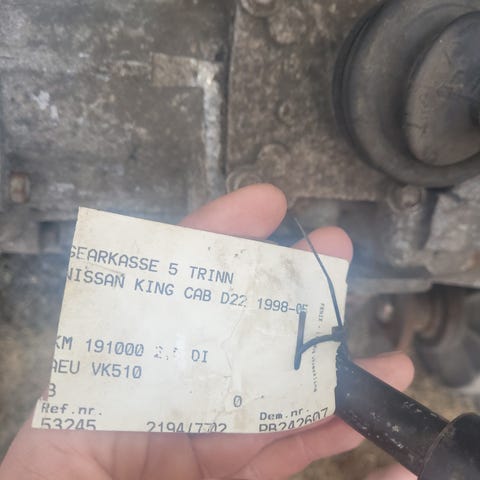 GEARKASSE 5 TRINN
NISSAN KING CAB D22 1998-05
KM 191000 2.5 DI
AEU VK510
B
0
Ref.nr.
Dem.nr.
53245 2194/7702 PB242607